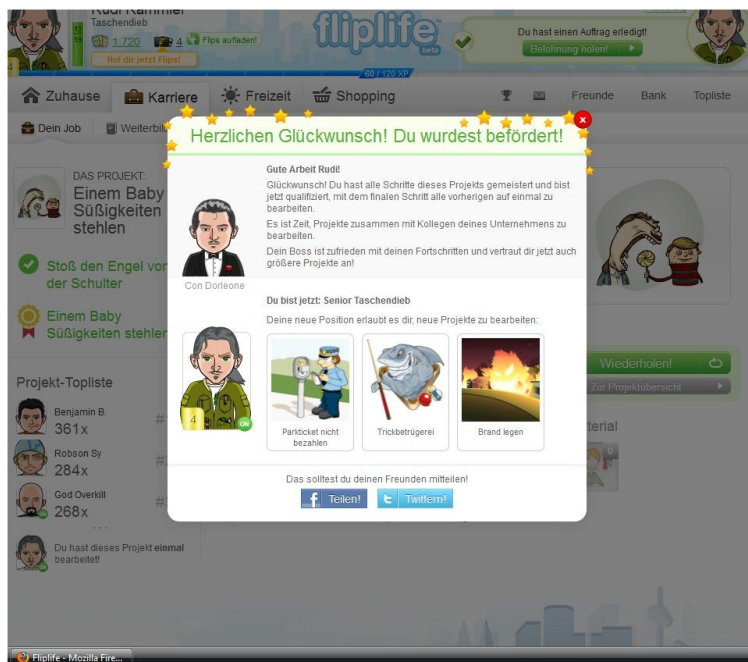 Rudi Rammler
Taschendieb
1.720
4
Flips aufladen!
Hol dir jetzt Flips!
4
fliplife
beta
Du hast einen Auftrag erledigt!
Belohnung holen!
60 / 120 XP
Zuhause
Karriere
Freizeit
Shopping
Freunde
Bank
Topliste
Dein Job
Herzlichen Glückwunsch! Du wurdest befördert!
x
DAS PROJEKT:
Einem Baby
Süßigkeiten
stehlen
Stoß den Engel von
der Schulter
Einem Baby
Süßigkeiten stehlen
Gute Arbeit Rudi!
Glückwunsch! Du hast alle Schritte dieses Projekts gemeistert und bist
jetzt qualifiziert, mit dem finalen Schritt alle vorherigen auf einmal zu
bearbeiten.
Es ist Zeit, Projekte zusammen mit Kollegen deines Unternehmens zu
bearbeiten.
Dein Boss ist zufrieden mit deinen Fortschritten und vertraut dir jetzt auch
größere Projekte an!
Con Dorleone
Du bist jetzt: Senior Taschendieb
Deine neue Position erlaubt es dir, neue Projekte zu bearbeiten:
4
ON
Parkticket nicht
bezahlen
Trickbetrügerei
Brand legen
Das solltest du deinen Freunden mitteilen!
f Teilen!
t Twittern!
Wiederholen!
Zur Projektübersicht
Projekt-Topliste
Benjamin B.
361x
Robson Sy
284x
God Overkill
268x
...
Du hast dieses Projekt einmal
bearbeitet!
Fliplife - Mozilla Fire...